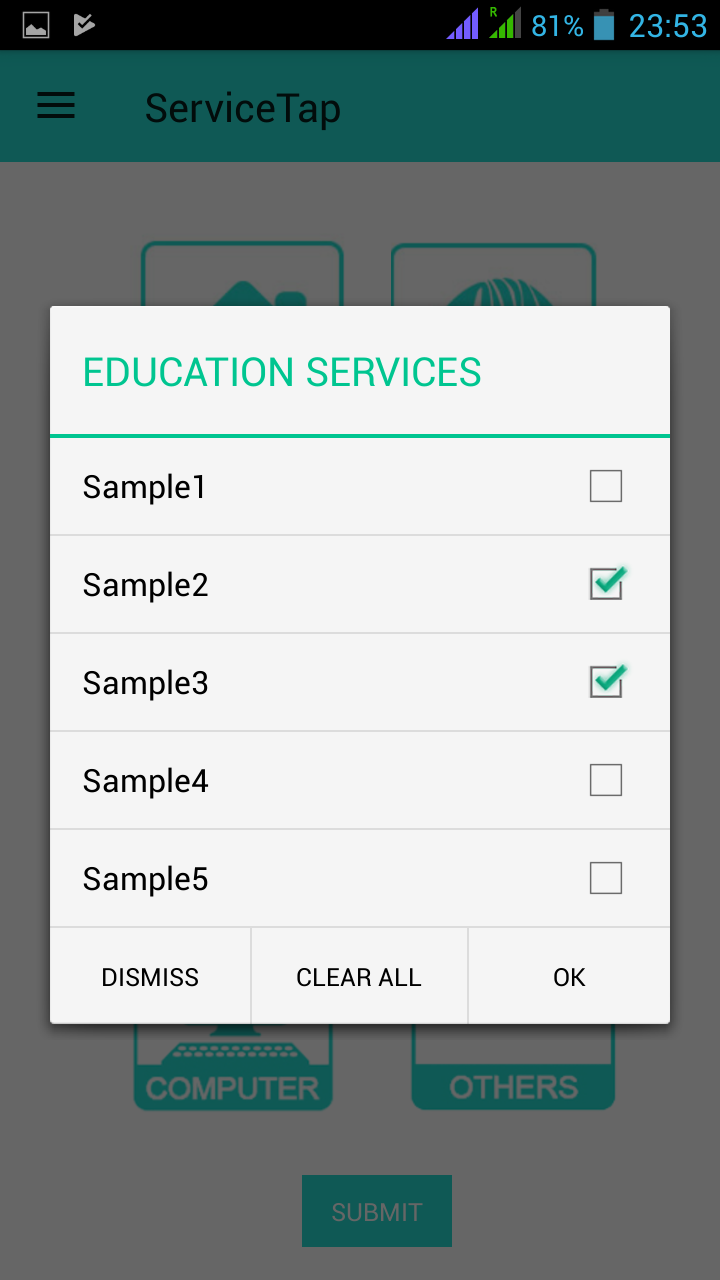 R 81% 23:53
ServiceTap
EDUCATION SERVICES
Sample1
Sample2
Sample3
Sample4
Sample5
DISMISS CLEAR ALL OK
COMPUTER OTHERS
SUBMIT